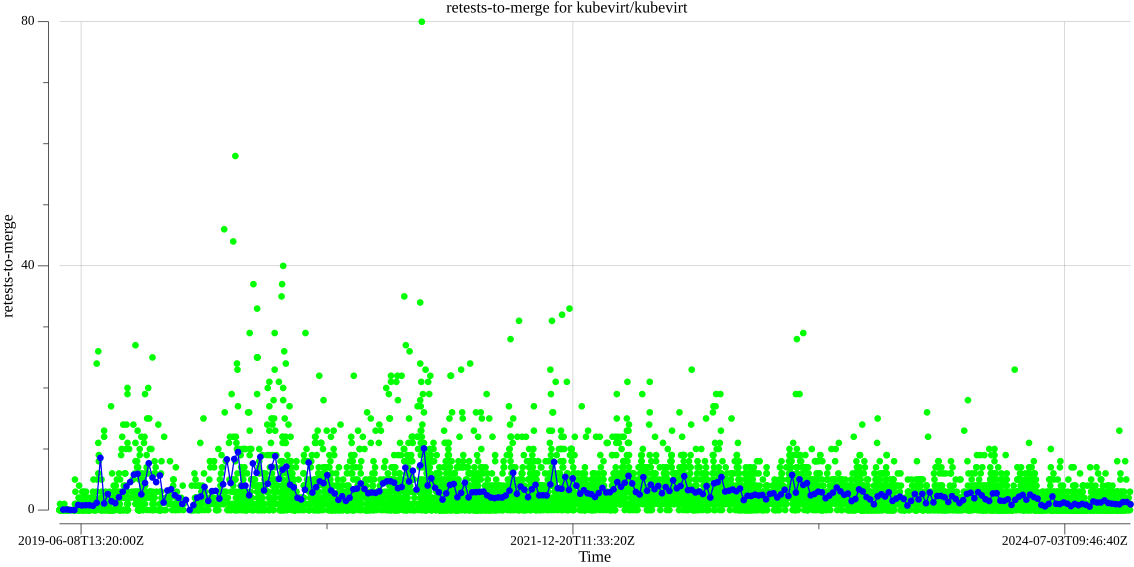 retests-to-merge for kubevirt/kubevirt
80
40
0
retests-to-merge
2019-06-08T13:20:00Z
2021-12-20T11:33:20Z
2024-07-03T09:46:40Z
Time